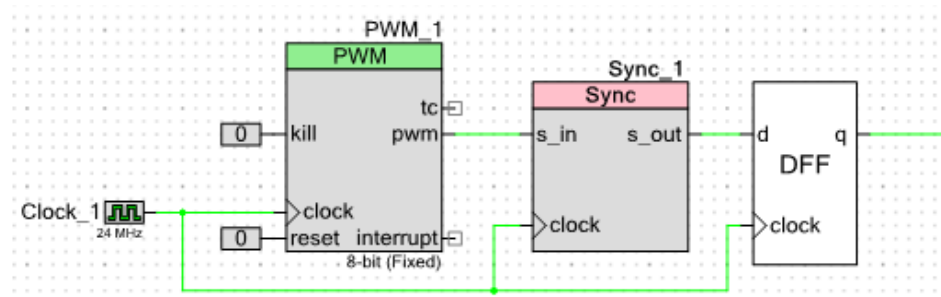 PWM_1
PWM
tc
0 kill pwm
Clock_1 clock
24 MHz
0 reset interrupt
8-bit (Fixed)
Sync_1
Sync
s_in s_out
clock
d q
DFF
clock